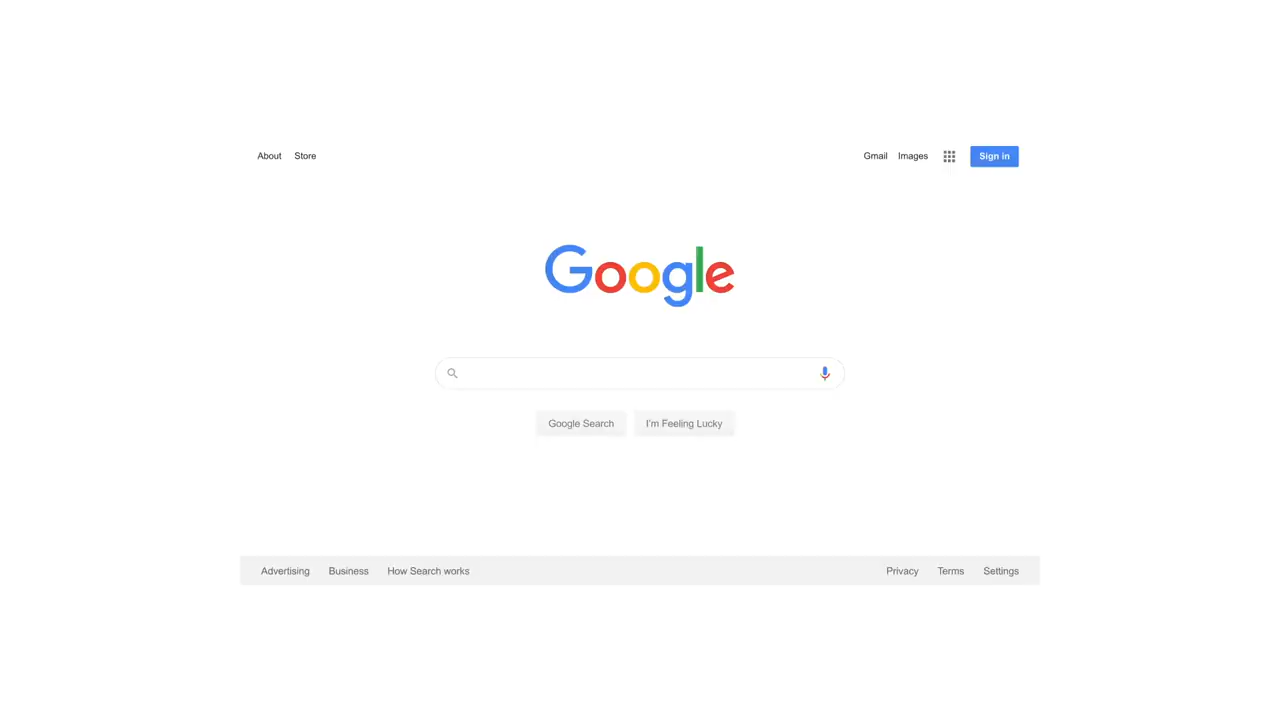 About Store Gmail Images Sign in
Google
Google Search I'm Feeling Lucky
Advertising Business How Search works Privacy Terms Settings